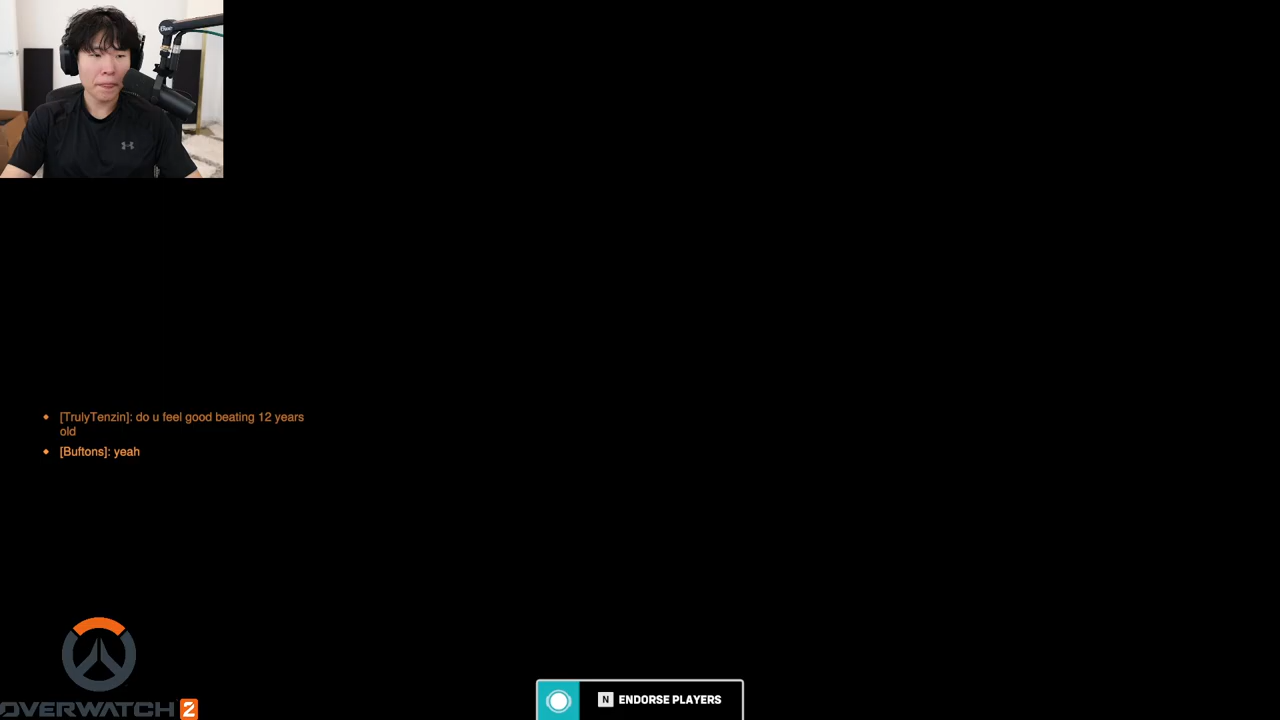 [TrulyTenzin]: do u feel good beating 12 years
old
[Buftons]: yeah
OVERWATCH 2
N ENDORSE PLAYERS